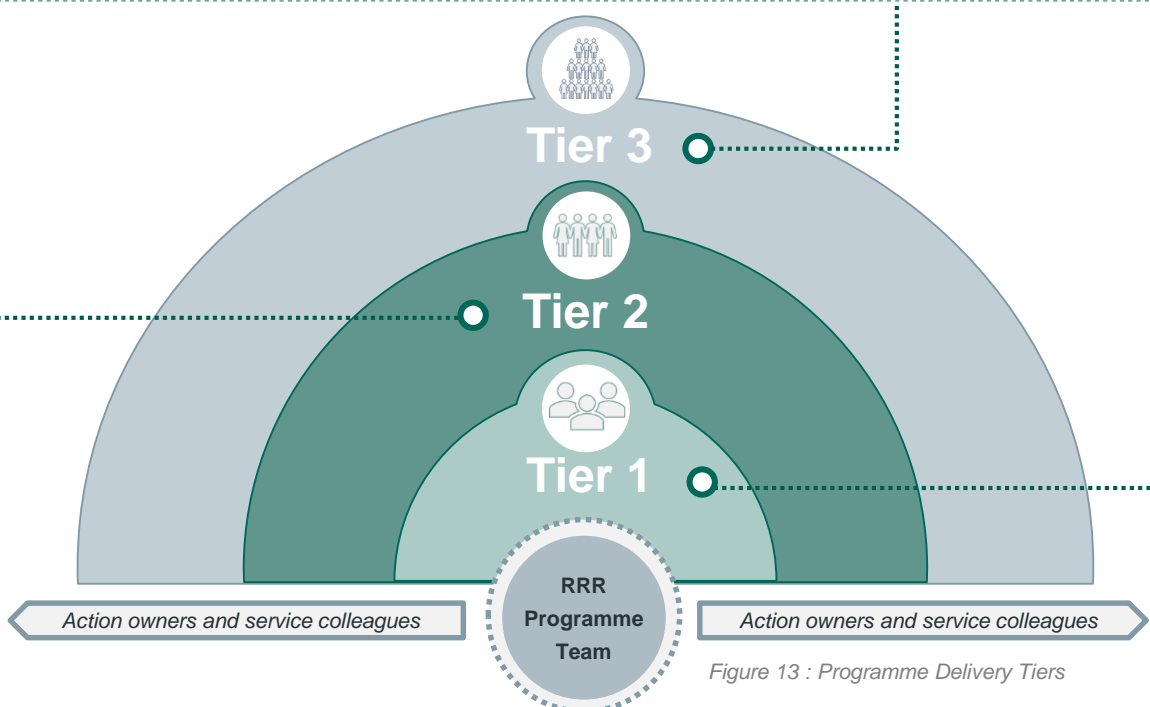 Tier 3
Tier 2
Tier 1
RRR
Programme
Team
Action owners and service colleagues
Action owners and service colleagues
Figure 13 : Programme Delivery Tiers